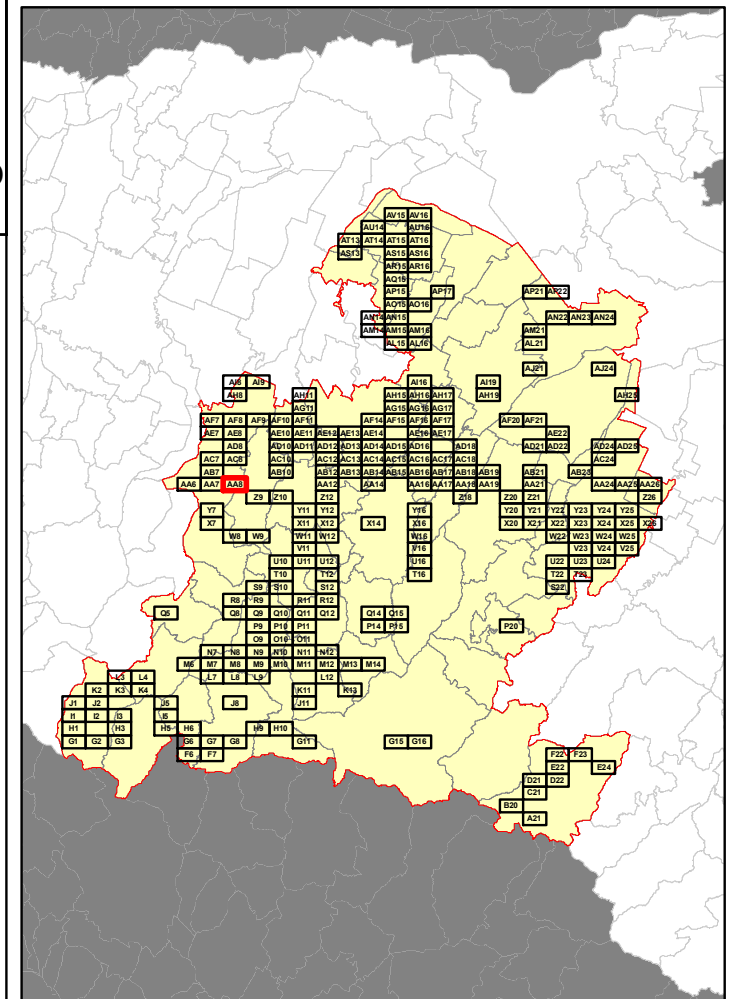 )
AV15 AV16
AU14 AU16
AT13 AT14 AT15 AT16
AS13 AS15 AS16
AR15 AR16
AQ15
AP15 AP17 AP21 AP22
AO15 AO16
AN14 AN15 AN22 AN23 AN24
AM14 AM15 AM16 AM21
AL15 AL16 AL21
AJ21 AJ24
AI8 AI9 AI16 AI19
AH8 AH11 AH15 AH16 AH17 AH19 AH25
AG11 AG15 AG16 AG17
AF7 AF8 AF9 AF10 AF11 AF14 AF15 AF16 AF17 AF20 AF21
AE7 AE8 AE10 AE11 AE12 AE13 AE14 AE16 AE17 AE22
AD8 AD10 AD11 AD12 AD13 AD14 AD15 AD16 AD18 AD21 AD22 AD24 AD25
AC7 AC8 AC10 AC12 AC13 AC14 AC15 AC16 AC17 AC18 AC24
AB7 AB10 AB12 AB13 AB14 AB15 AB16 AB17 AB18 AB19 AB21 AB23
AA6 AA7 AA8 AA12 AA14 AA16 AA17 AA18 AA19 AA21 AA24 AA25 AA26
Z9 Z10 Z12 Z18 Z20 Z21 Z26
Y7 Y11 Y12 Y16 Y20 Y21 Y22 Y23 Y24 Y25
X7 X11 X12 X14 X16 X20 X21 X22 X23 X24 X25 X26
W8 W9 W11 W12 W16 W22 W23 W24 W25
V11 V16 V23 V24 V25
U10 U11 U12 U16 U22 U23 U24
T10 T12 T16 T22 T23
S9 S10 S12 S22
R8 R9 R11 R12
Q5 Q8 Q9 Q10 Q11 Q12 Q14 Q15
P9 P10 P11 P14 P15 P20
O9 O10 O11
N7 N8 N9 N10 N11 N12
M6 M7 M8 M9 M10 M11 M12 M13 M14
L3 L4 L7 L8 L9 L12
K2 K3 K4 K11 K13
J1 J2 J5 J8 J11
I1 I2 I3 I5
H1 H3 H5 H6 H9 H10
G1 G2 G3 G6 G7 G8 G11 G15 G16
F6 F7 F22 F23
E22 E24
D21 D22
C21
B20
A21